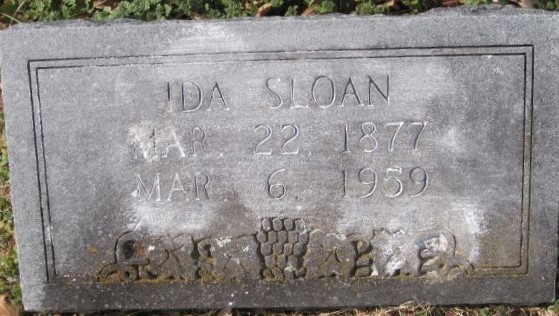 IDA SLOAN
MAR. 22, 1877
MAR. 6, 1959